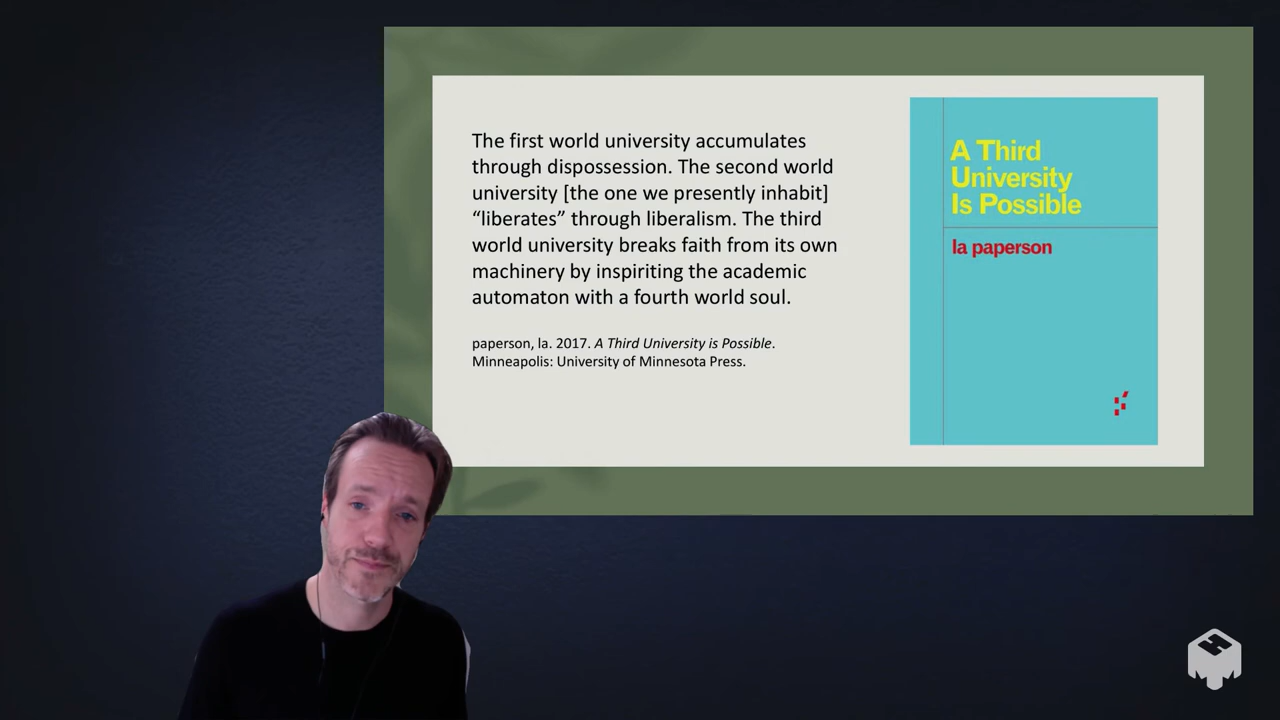 The first world university accumulates
through dispossession. The second world
university [the one we presently inhabit]
“liberates” through liberalism. The third
world university breaks faith from its own
machinery by inspiriting the academic
automaton with a fourth world soul.
paperson, la. 2017. A Third University is Possible.
Minneapolis: University of Minnesota Press.
A Third
University
Is Possible
la paperson